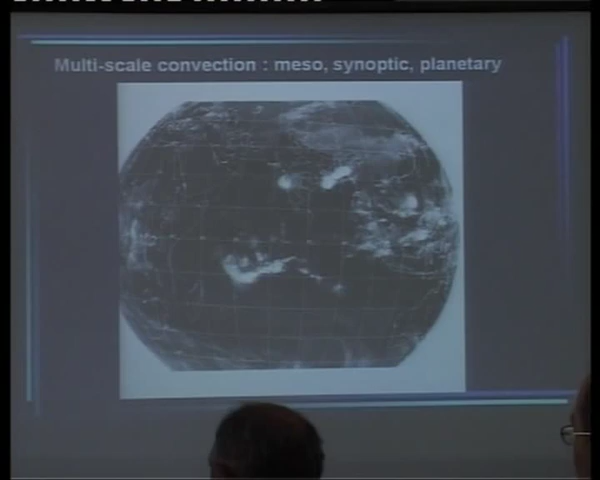 Multi-scale convection : meso, synoptic, planetary